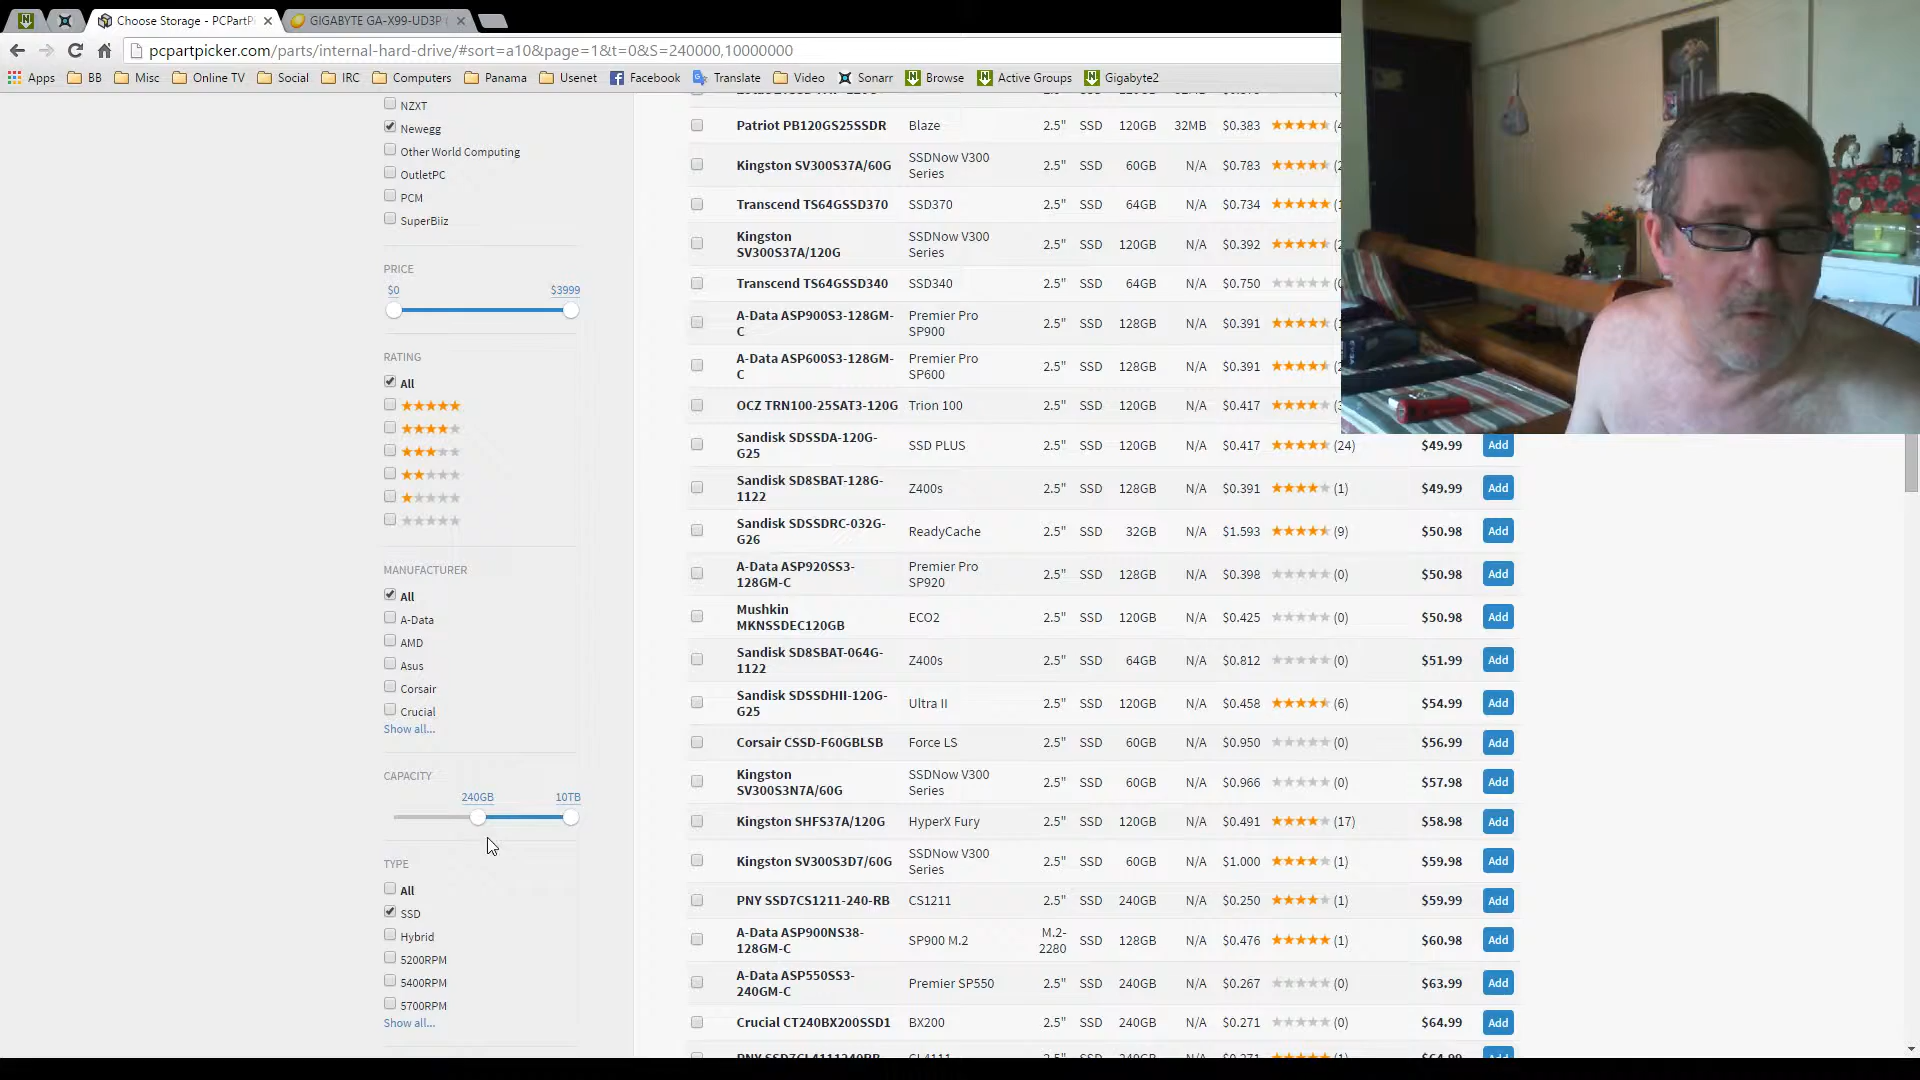 Choose Storage - PCPartP
GIGABYTE GA-X99-UD3P
pcpartpicker.com/parts/internal-hard-drive/#sort=a10&page=1&t=0&S=240000,10000000
Apps BB Misc Online TV Social IRC Computers Panama Usenet Facebook Translate Video Sonarr Browse Active Groups Gigabyte2
NZXT
Newegg
Other World Computing
OutletPC
PCM
SuperBiiz
PRICE
$0 $3999
RATING
All
MANUFACTURER
All
A-Data
AMD
Asus
Corsair
Crucial
Show all...
CAPACITY
240GB 10TB
TYPE
All
SSD
Hybrid
5200RPM
5400RPM
5700RPM
Show all...
Patriot PB120GS25SSDR Blaze 2.5" SSD 120GB 32MB $0.383
Kingston SV300S37A/60G SSDNow V300
Series 2.5" SSD 60GB N/A $0.783
Transcend TS64GSSD370 SSD370 2.5" SSD 64GB N/A $0.734
Kingston
SV300S37A/120G SSDNow V300
Series 2.5" SSD 120GB N/A $0.392
Transcend TS64GSSD340 SSD340 2.5" SSD 64GB N/A $0.750
A-Data ASP900S3-128GM-
C Premier Pro
SP900 2.5" SSD 128GB N/A $0.391
A-Data ASP600S3-128GM-
C Premier Pro
SP600 2.5" SSD 128GB N/A $0.391
OCZ TRN100-25SAT3-120G Trion 100 2.5" SSD 120GB N/A $0.417
Sandisk SDSSDA-120G-
G25 SSD PLUS 2.5" SSD 120GB N/A $0.417 (24) $49.99 Add
Sandisk SD8SBAT-128G-
1122 Z400s 2.5" SSD 128GB N/A $0.391 (1) $49.99 Add
Sandisk SDSSDRC-032G-
G26 ReadyCache 2.5" SSD 32GB N/A $1.593 (9) $50.98 Add
A-Data ASP920SS3-
128GM-C Premier Pro
SP920 2.5" SSD 128GB N/A $0.398 (0) $50.98 Add
Mushkin
MKNSSDEC120GB ECO2 2.5" SSD 120GB N/A $0.425 (0) $50.98 Add
Sandisk SD8SBAT-064G-
1122 Z400s 2.5" SSD 64GB N/A $0.812 (0) $51.99 Add
Sandisk SDSSDHII-120G-
G25 Ultra II 2.5" SSD 120GB N/A $0.458 (6) $54.99 Add
Corsair CSSD-F60GBLSB Force LS 2.5" SSD 60GB N/A $0.950 (0) $56.99 Add
Kingston
SV300S3N7A/60G SSDNow V300
Series 2.5" SSD 60GB N/A $0.966 (0) $57.98 Add
Kingston SHFS37A/120G HyperX Fury 2.5" SSD 120GB N/A $0.491 (17) $58.98 Add
Kingston SV300S3D7/60G SSDNow V300
Series 2.5" SSD 60GB N/A $1.000 (1) $59.98 Add
PNY SSD7CS1211-240-RB CS1211 2.5" SSD 240GB N/A $0.250 (1) $59.99 Add
A-Data ASP900NS38-
128GM-C SP900 M.2 M.2-
2280 SSD 128GB N/A $0.476 (1) $60.98 Add
A-Data ASP550SS3-
240GM-C Premier SP550 2.5" SSD 240GB N/A $0.267 (0) $63.99 Add
Crucial CT240BX200SSD1 BX200 2.5" SSD 240GB N/A $0.271 (0) $64.99 Add